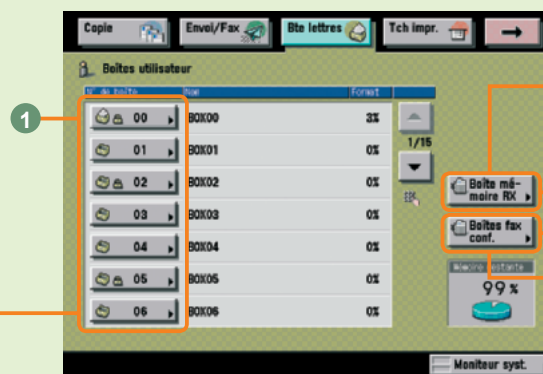 Copie Envoi/Fax Bte lettres Tch impr.
Boîtes utilisateur
N° de boîte Nom Format
1
00 BOX00 3%
01 BOX01 0%
1/15
02 BOX02 0%
Boîte mé-
moire RX
03 BOX03 0%
Boîtes fax
conf.
04 BOX04 0%
05 BOX05 0%
99 %
06 BOX06 0%
Moniteur syst.